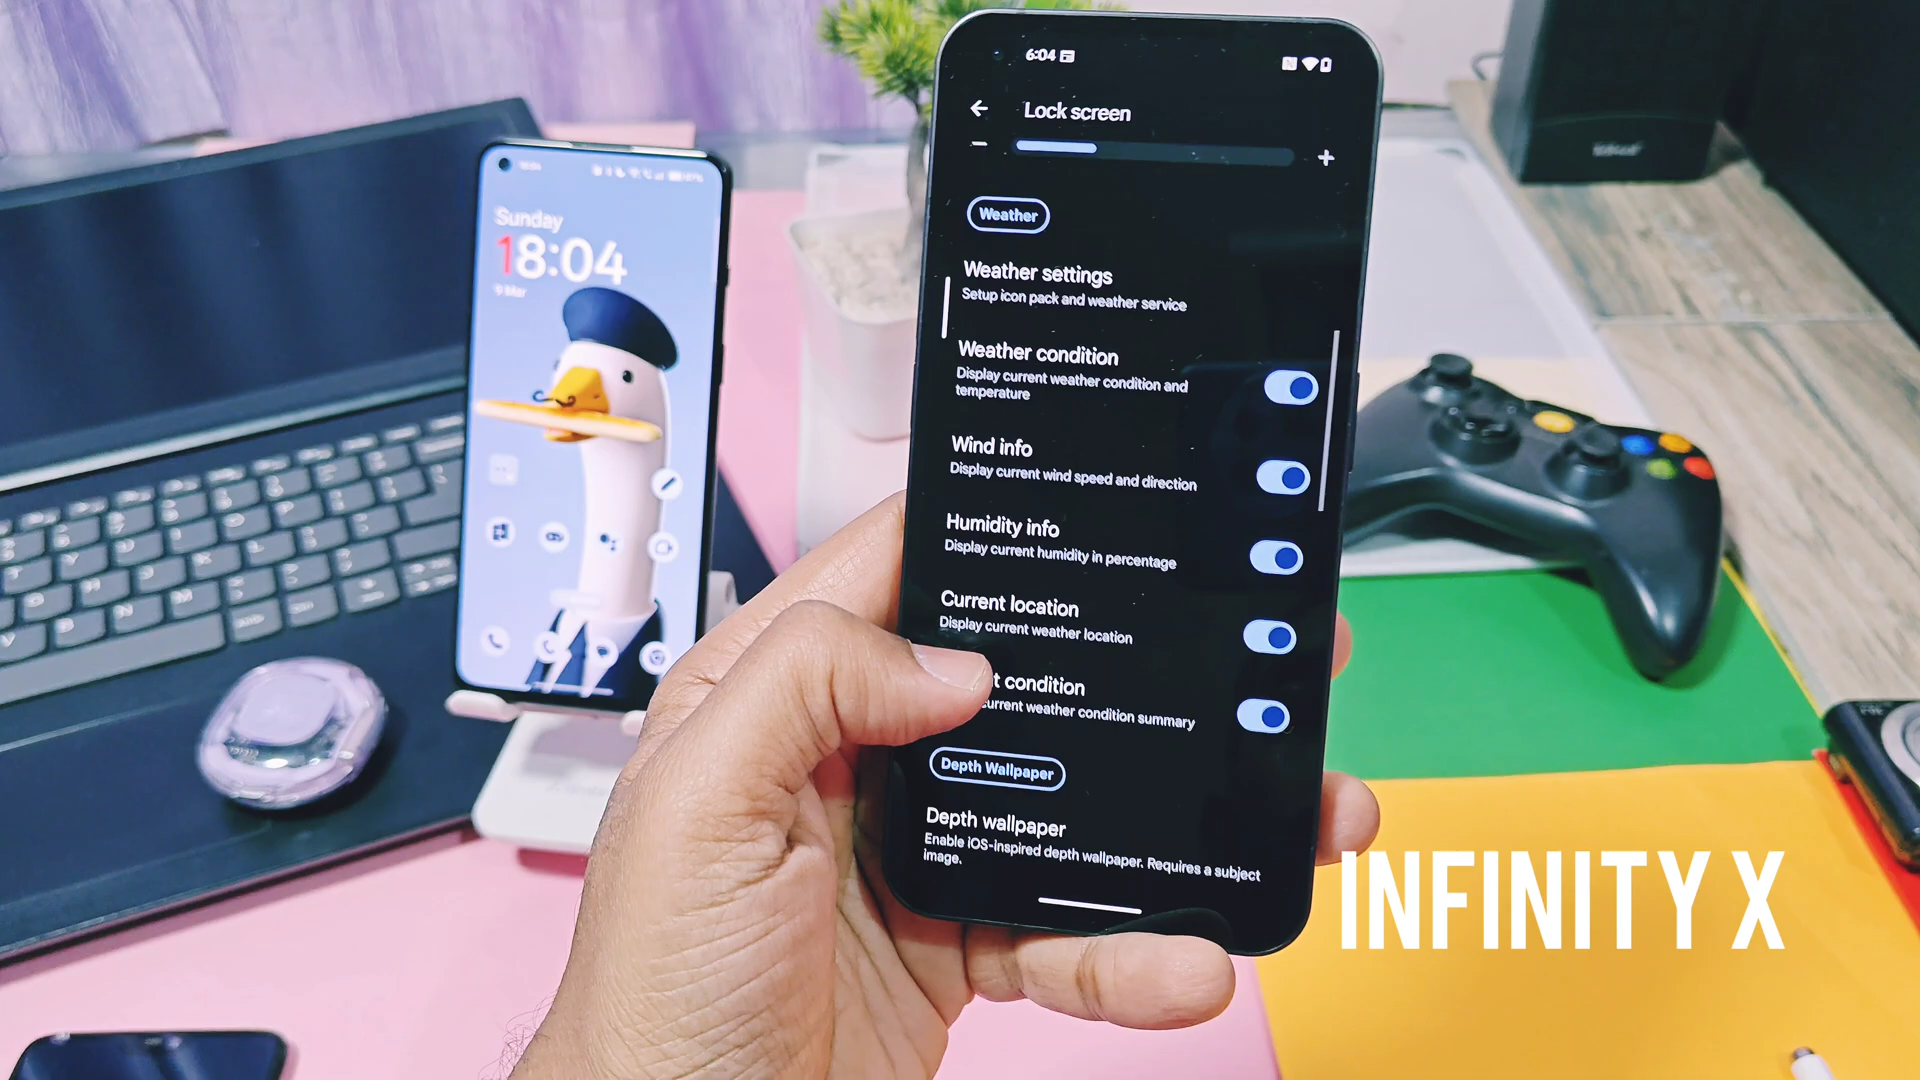 6:04
Lock screen
Weather
Weather settings
Setup icon pack and weather service
Weather condition
Display current weather condition and
temperature
Wind info
Display current wind speed and direction
Humidity info
Display current humidity in percentage
Current location
Display current weather location
t condition
current weather condition summary
Depth Wallpaper
Depth wallpaper
Enable iOS-inspired depth wallpaper. Requires a subject
image.
Sunday
18:04
9 Mar
INFINITY X